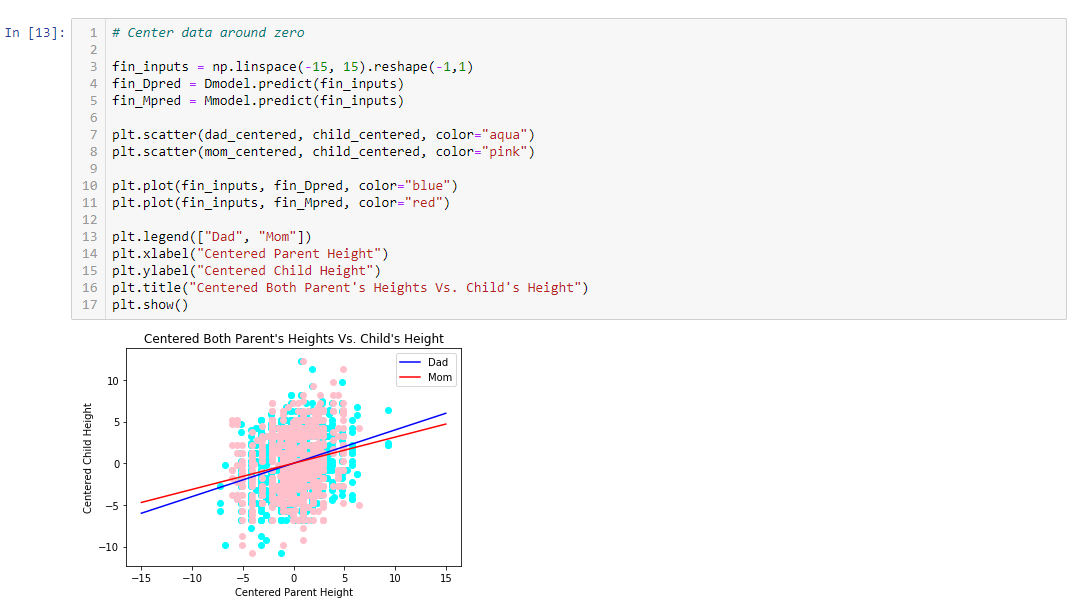 In [13]:
1 # Center data around zero
2
3 fin_inputs = np.linspace(-15, 15).reshape(-1,1)
4 fin_Dpred = Dmodel.predict(fin_inputs)
5 fin_Mpred = Mmodel.predict(fin_inputs)
6
7 plt.scatter(dad_centered, child_centered, color="aqua")
8 plt.scatter(mom_centered, child_centered, color="pink")
9
10 plt.plot(fin_inputs, fin_Dpred, color="blue")
11 plt.plot(fin_inputs, fin_Mpred, color="red")
12
13 plt.legend(["Dad", "Mom"])
14 plt.xlabel("Centered Parent Height")
15 plt.ylabel("Centered Child Height")
16 plt.title("Centered Both Parent's Heights Vs. Child's Height")
17 plt.show()
Centered Both Parent's Heights Vs. Child's Height
Dad
Mom
Centered Child Height
10
5
0
−5
−10
−15 −10 −5 0 5 10 15
Centered Parent Height